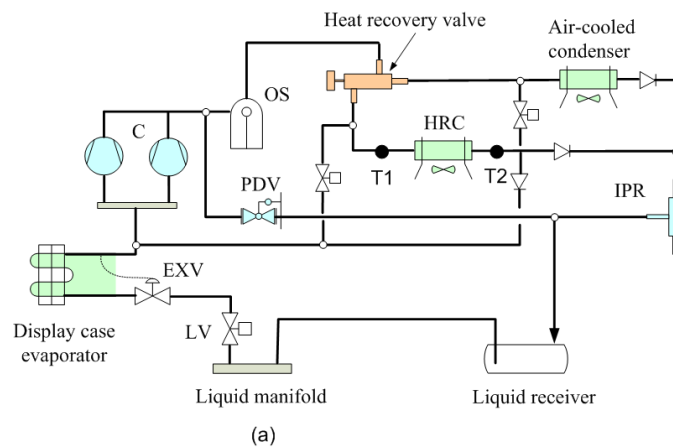 Heat recovery valve
Air-cooled
condenser
OS
C
HRC
T1
T2
PDV
IPR
EXV
Display case
evaporator
LV
Liquid manifold
Liquid receiver
(a)